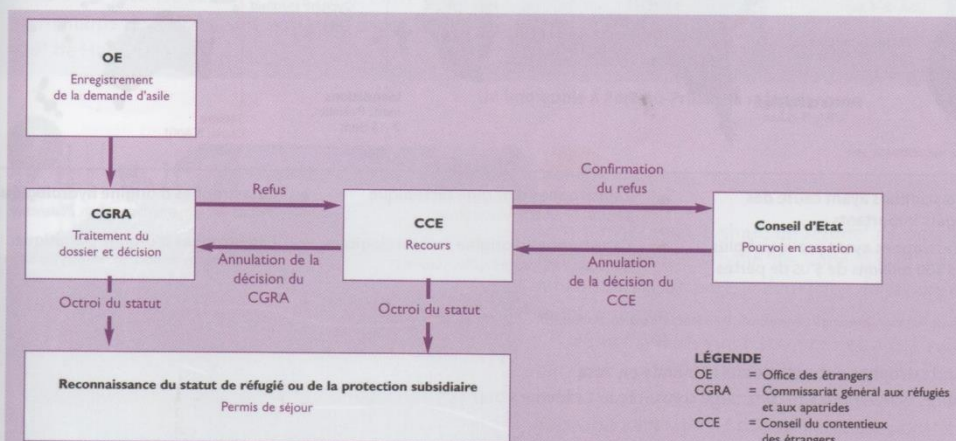 OE
Enregistrement
de la demande d'asile
Refus
Confirmation
du refus
CGRA
Traitement du
dossier et décision
CCE
Recours
Conseil d'Etat
Pourvoi en cassation
Annulation de la
décision du
CGRA
Annulation
de la décision du
CCE
Octroi du statut
Octroi du statut
Reconnaissance du statut de réfugié ou de la protection subsidiaire
Permis de séjour
LÉGENDE
OE = Office des étrangers
CGRA = Commissariat général aux réfugiés
et aux apatrides
CCE = Conseil du contentieux
des étrangers